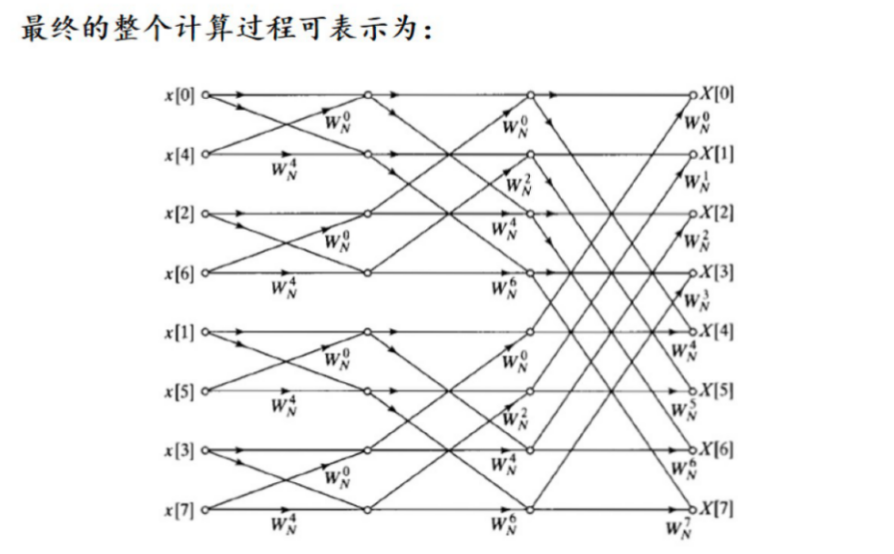 最终的整个计算过程可表示为：
x[0] X[0]
W_N^0 W_N^0 W_N^0
x[4] X[1]
W_N^4 W_N^2 W_N^1
x[2] X[2]
W_N^0 W_N^4 W_N^2
x[6] X[3]
W_N^4 W_N^6 W_N^3
x[1] X[4]
W_N^0 W_N^0 W_N^4
x[5] X[5]
W_N^4 W_N^2 W_N^5
x[3] X[6]
W_N^0 W_N^4 W_N^6
x[7] X[7]
W_N^4 W_N^6 W_N^7